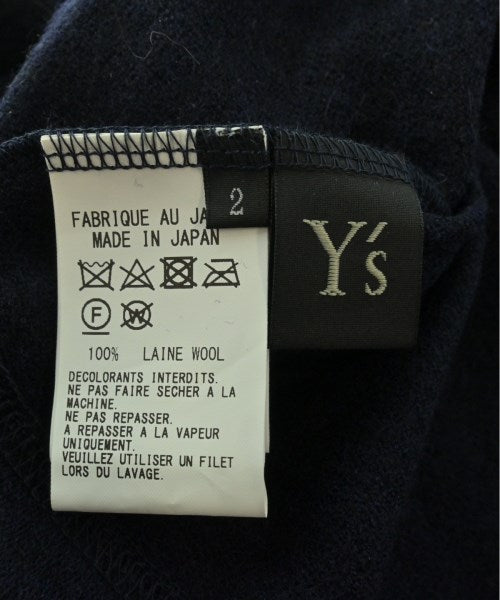 FABRIQUE AU JA
MADE IN JAPAN
F
W
100% LAINE WOOL
DECOLORANTS INTERDITS.
NE PAS FAIRE SECHER A LA
MACHINE.
NE PAS REPASSER.
A REPASSER A LA VAPEUR
UNIQUEMENT.
VEUILLEZ UTILISER UN FILET
LORS DU LAVAGE.
2
Y's